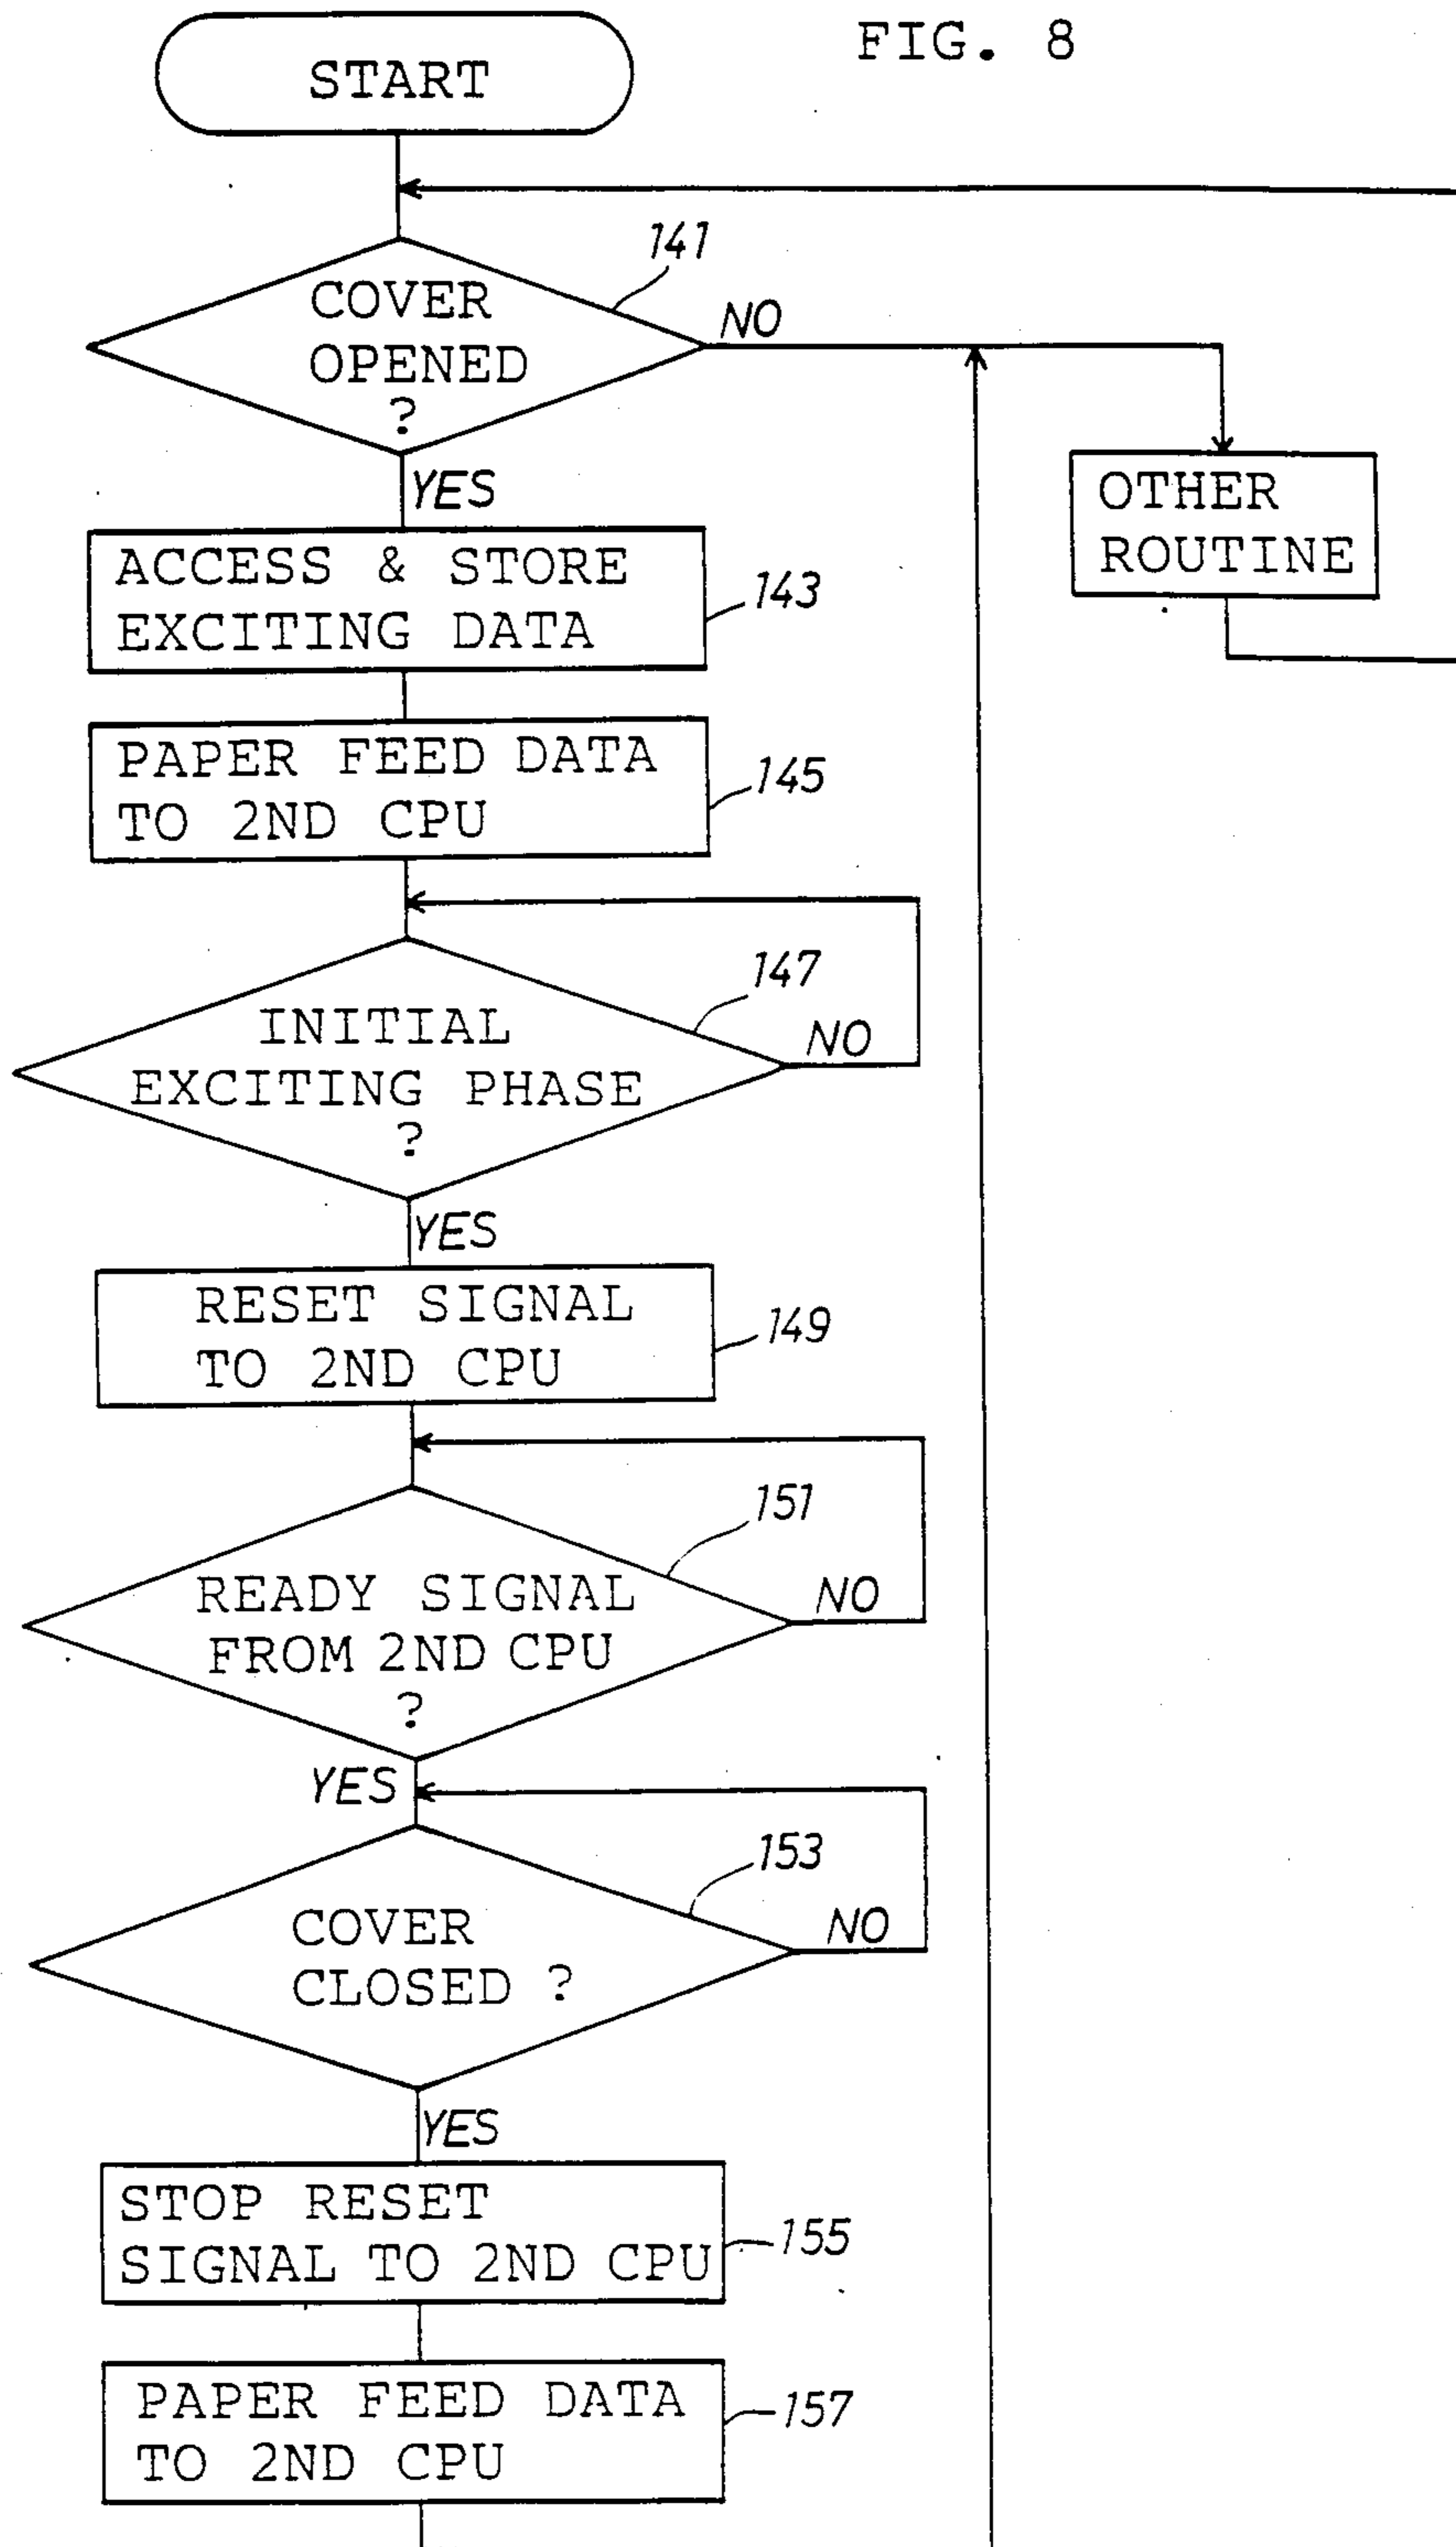 FIG. 8
START
141
COVER
OPENED
?
NO
YES
OTHER
ROUTINE
ACCESS & STORE
EXCITING DATA
143
PAPER FEED DATA
TO 2ND CPU
145
147
INITIAL
EXCITING PHASE
?
NO
YES
RESET SIGNAL
TO 2ND CPU
149
151
READY SIGNAL
FROM 2ND CPU
?
NO
YES
153
COVER
CLOSED ?
NO
YES
STOP RESET
SIGNAL TO 2ND CPU
155
PAPER FEED DATA
TO 2ND CPU
157